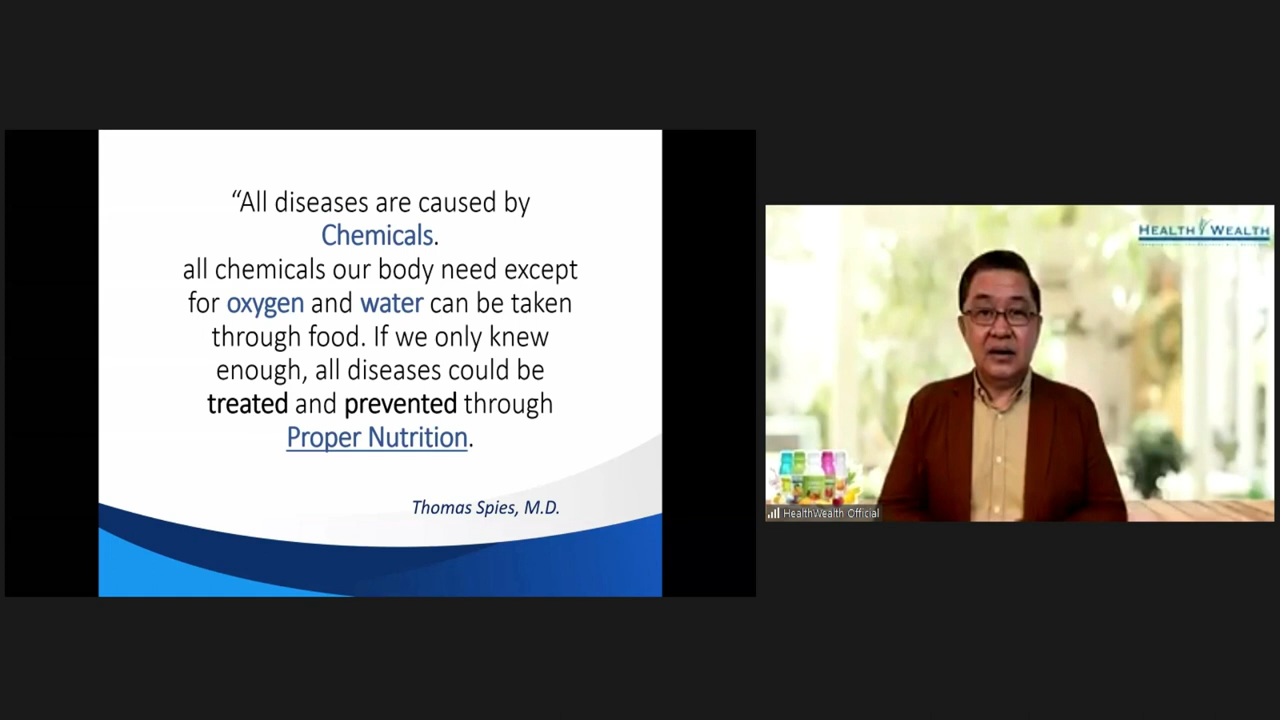 “All diseases are caused by
Chemicals.
all chemicals our body need except
for oxygen and water can be taken
through food. If we only knew
enough, all diseases could be
treated and prevented through
Proper Nutrition.
Thomas Spies, M.D.
HEALTH WEALTH
HealthWealth Official